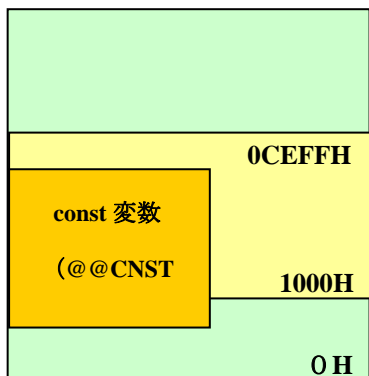 0CEFFH
const 変数
（@@CNST
1000H
０H